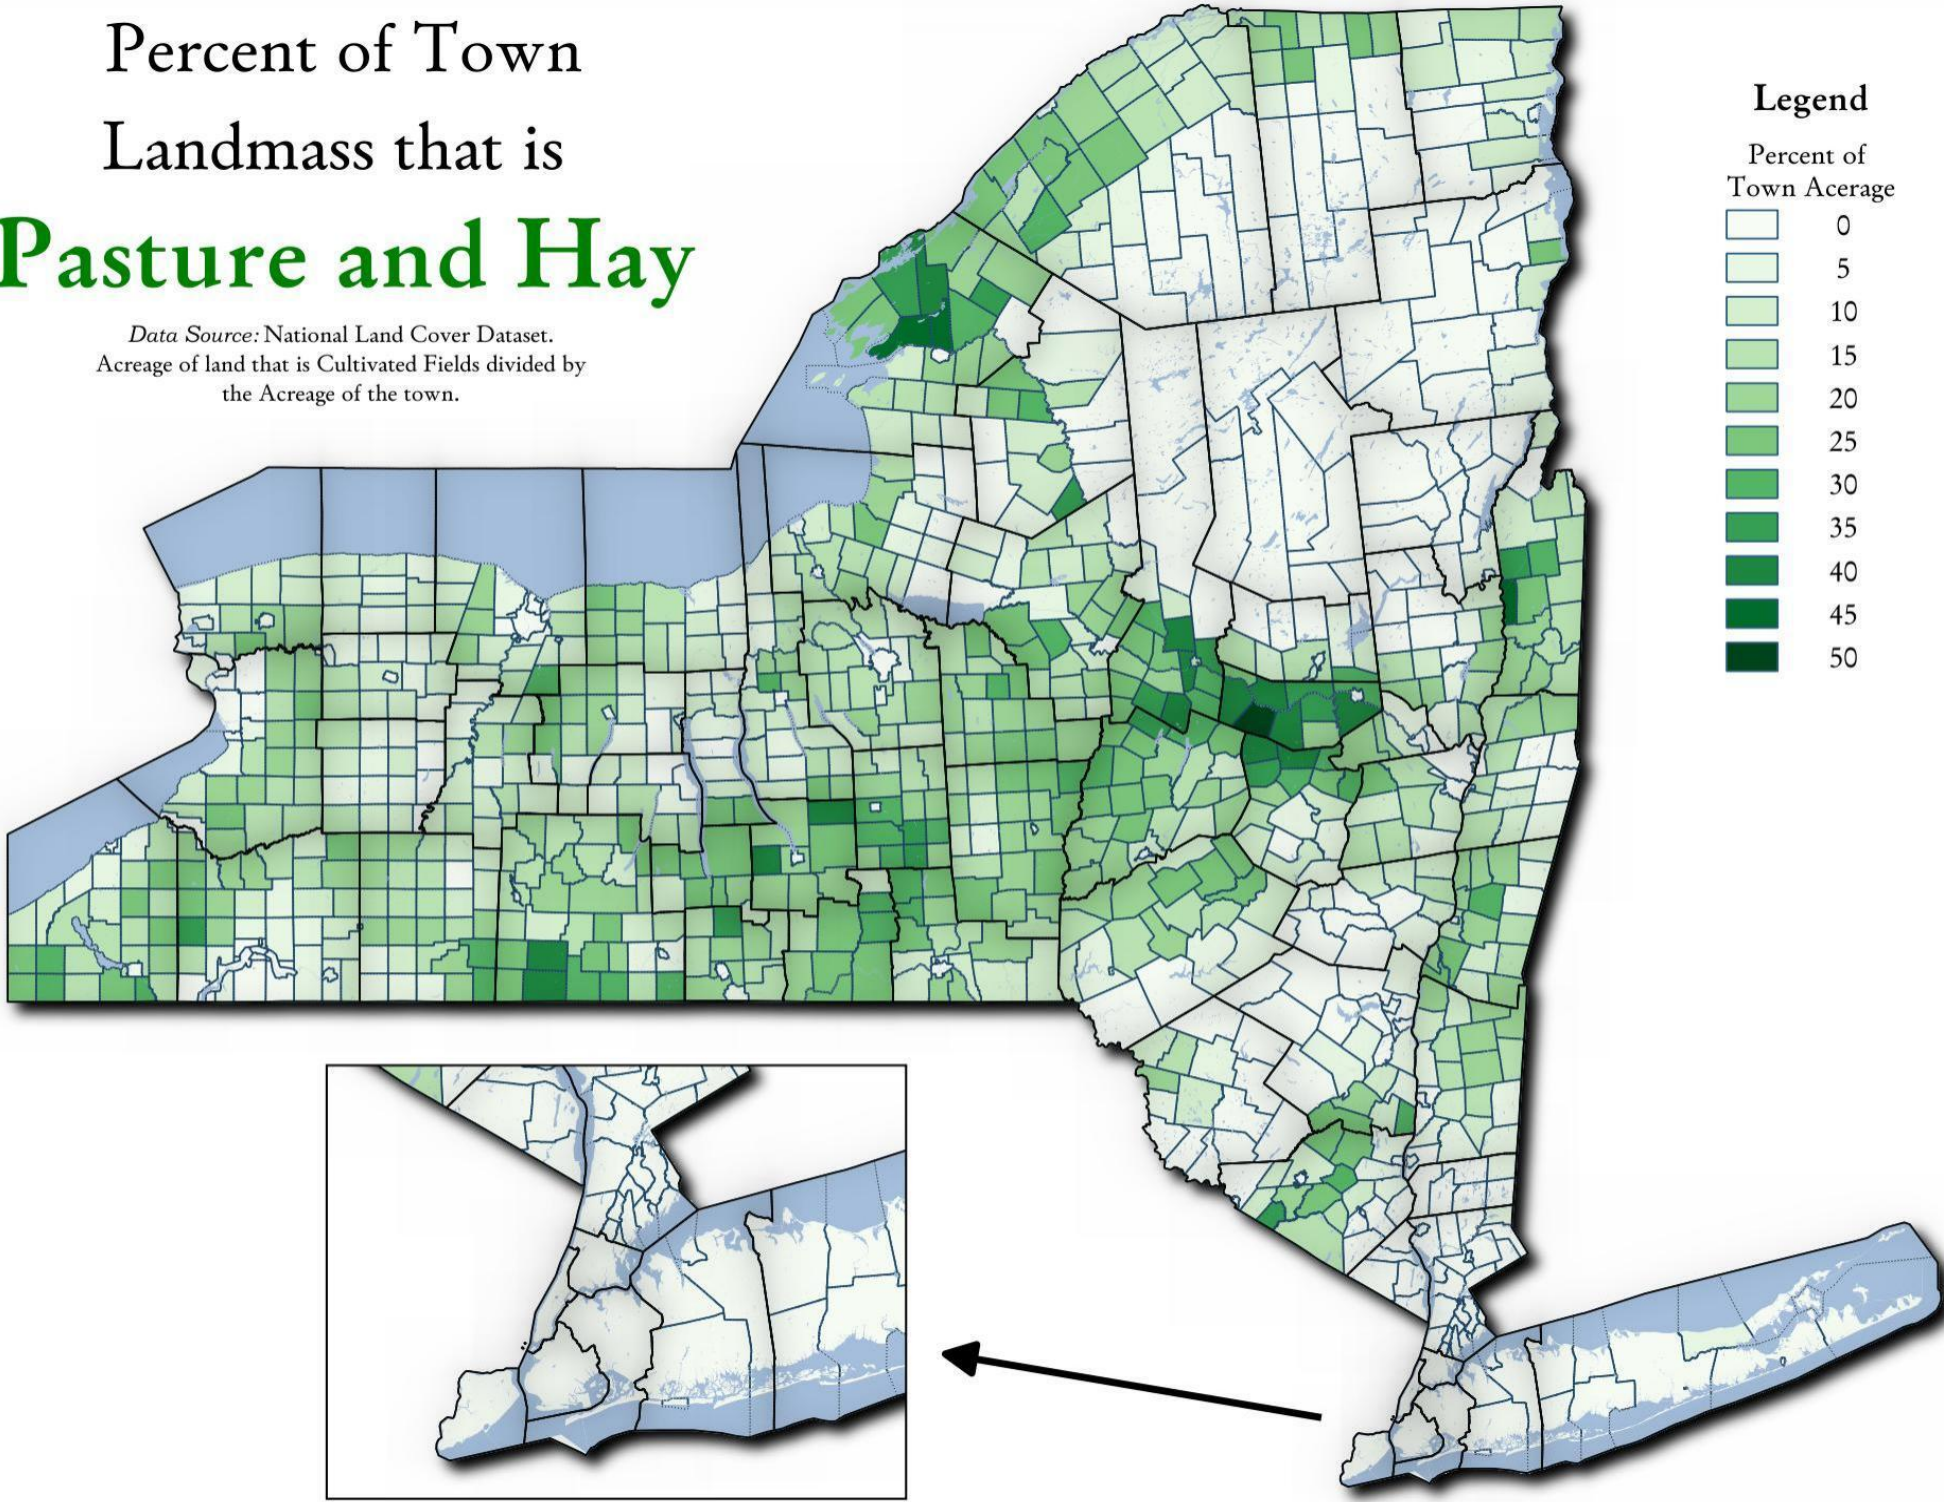 Percent of Town
Landmass that is
Pasture and Hay
Data Source: National Land Cover Dataset.
Acreage of land that is Cultivated Fields divided by
the Acreage of the town.
Legend
Percent of
Town Acerage
0
5
10
15
20
25
30
35
40
45
50